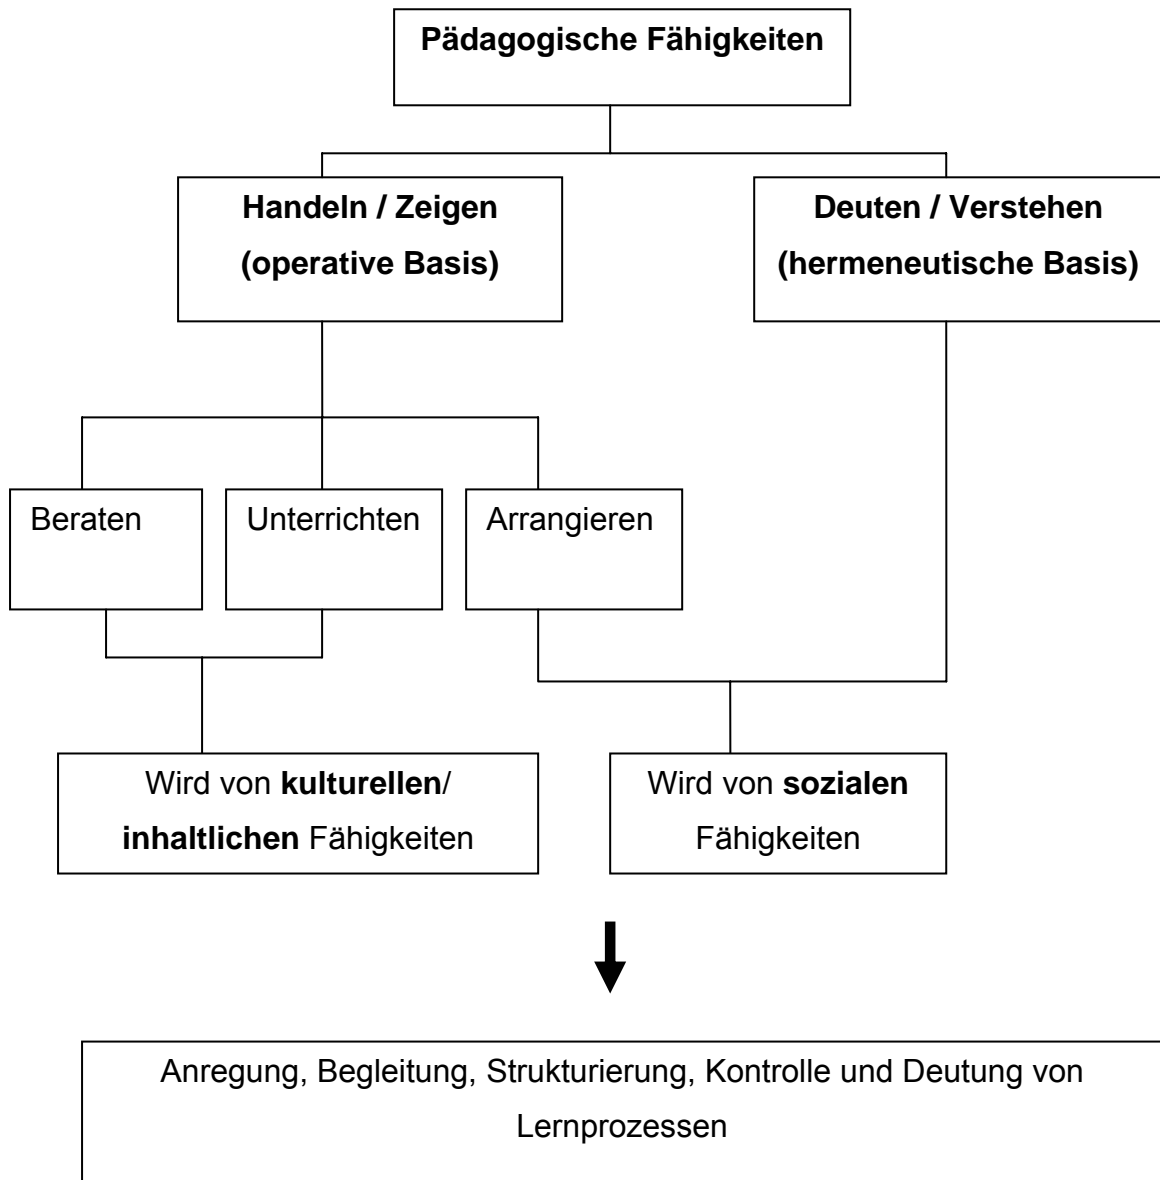 Pädagogische Fähigkeiten
Handeln / Zeigen
(operative Basis)
Deuten / Verstehen
(hermeneutische Basis)
Beraten
Unterrichten
Arrangieren
Wird von kulturellen/
inhaltlichen Fähigkeiten
Wird von sozialen
Fähigkeiten
Anregung, Begleitung, Strukturierung, Kontrolle und Deutung von
Lernprozessen